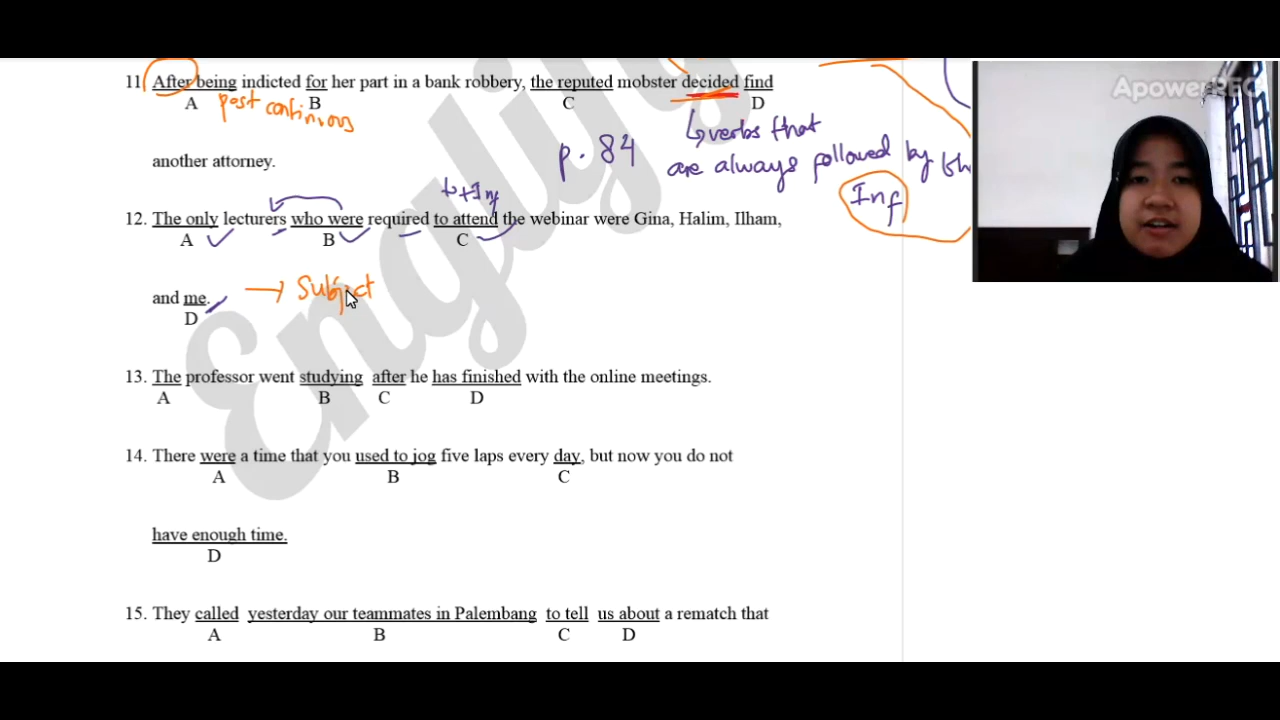 11. After being indicted for her part in a bank robbery, the reputed mobster decided find
A B C D
past continuous
↳verbs that
are always followed by
p. 84
Inf
another attorney.
to+Inf
12. The only lecturers who were required to attend the webinar were Gina, Halim, Ilham,
A B C
and me. → Subject
D
13. The professor went studying after he has finished with the online meetings.
A B C D
14. There were a time that you used to jog five laps every day, but now you do not
A B C
have enough time.
D
15. They called yesterday our teammates in Palembang to tell us about a rematch that
A B C D
ApowerREC